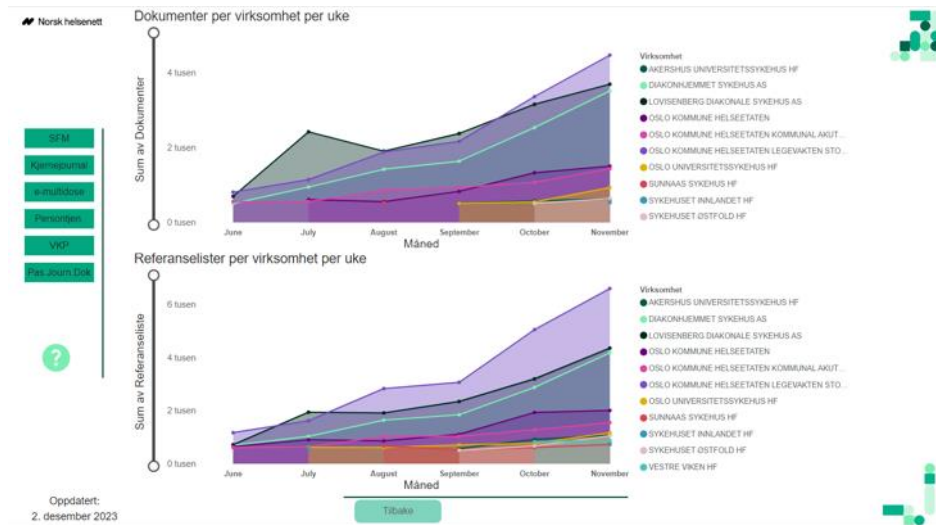 Norsk helsenett
Dokumenter per virksomhet per uke
SFM
Kjernejournal
e-multidose
Persontjen
VKP
Pas.Journ.Dok
?
Oppdatert:
2. desember 2023
Sum av Dokumenter
4 tusen
2 tusen
0 tusen
June July August September October November
Måned
Virksomhet
AKERSHUS UNIVERSITETSSYKEHUS HF
DIAKONHJEMMET SYKEHUS AS
LOVISENBERG DIAKONALE SYKEHUS AS
OSLO KOMMUNE HELSEETATEN
OSLO KOMMUNE HELSEETATEN KOMMUNAL AKUT...
OSLO KOMMUNE HELSEETATEN LEGEVAKTEN STO...
OSLO UNIVERSITETSSYKEHUS HF
SUNNAAS SYKEHUS HF
SYKEHUSET INNLANDET HF
SYKEHUSET ØSTFOLD HF
Referanselister per virksomhet per uke
Sum av Referanseliste
6 tusen
4 tusen
2 tusen
0 tusen
June July August September October November
Måned
Virksomhet
AKERSHUS UNIVERSITETSSYKEHUS HF
DIAKONHJEMMET SYKEHUS AS
LOVISENBERG DIAKONALE SYKEHUS AS
OSLO KOMMUNE HELSEETATEN
OSLO KOMMUNE HELSEETATEN KOMMUNAL AKUT...
OSLO KOMMUNE HELSEETATEN LEGEVAKTEN STO...
OSLO UNIVERSITETSSYKEHUS HF
SUNNAAS SYKEHUS HF
SYKEHUSET INNLANDET HF
SYKEHUSET ØSTFOLD HF
VESTRE VIKEN HF
Tilbake